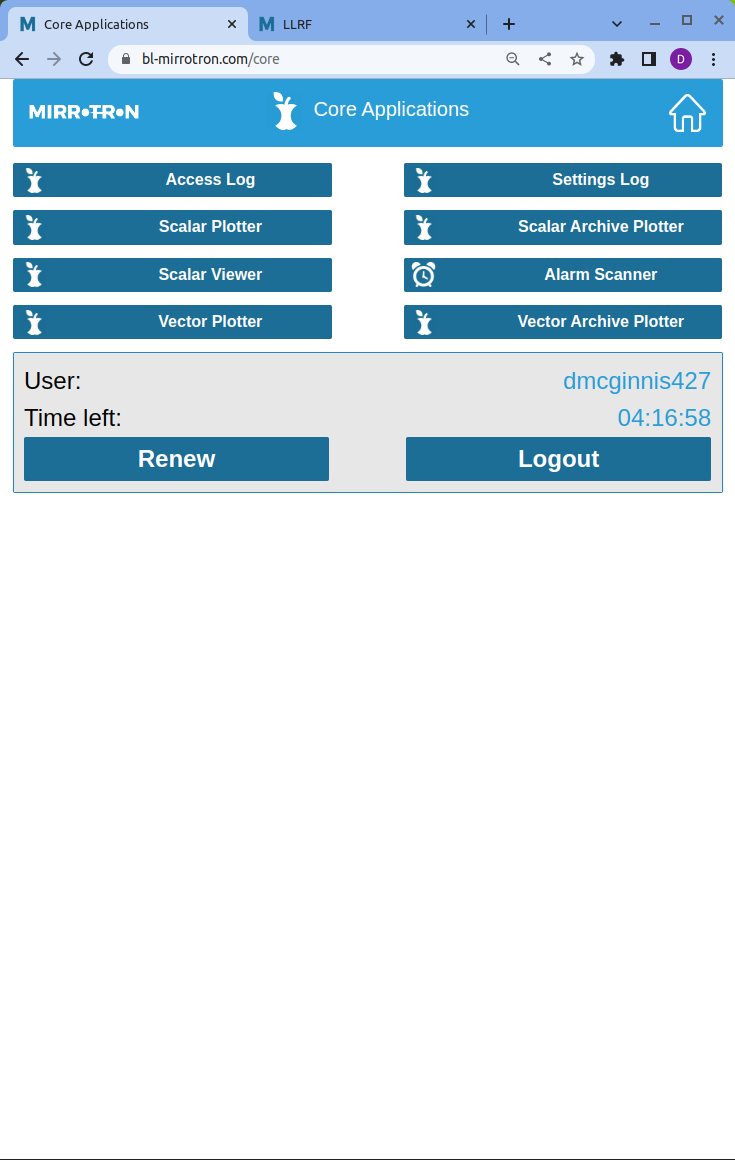 Core Applications
LLRF
bl-mirrotron.com/core
D
MIRROTRON
Core Applications
Access Log
Settings Log
Scalar Plotter
Scalar Archive Plotter
Scalar Viewer
Alarm Scanner
Vector Plotter
Vector Archive Plotter
User: dmcginnis427
Time left: 04:16:58
Renew
Logout